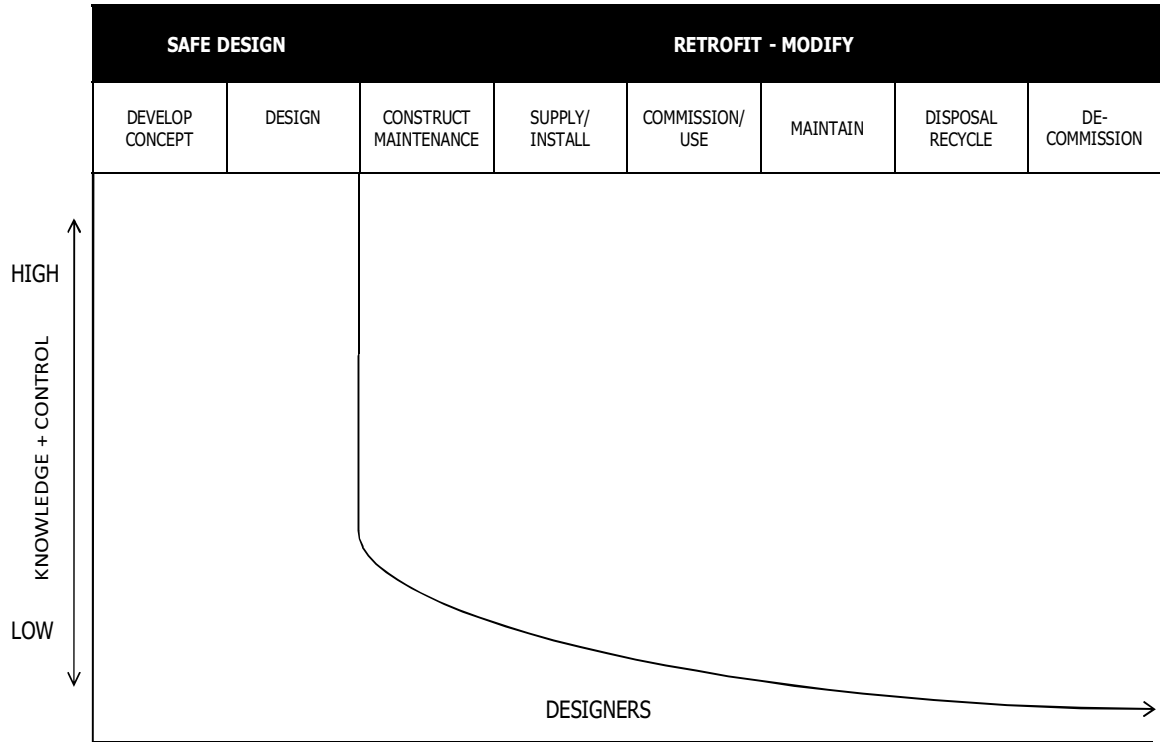 SAFE DESIGN
RETROFIT - MODIFY
DEVELOP
CONCEPT
DESIGN
CONSTRUCT
MAINTENANCE
SUPPLY/
INSTALL
COMMISSION/
USE
MAINTAIN
DISPOSAL
RECYCLE
DE-
COMMISSION
HIGH
KNOWLEDGE + CONTROL
LOW
DESIGNERS